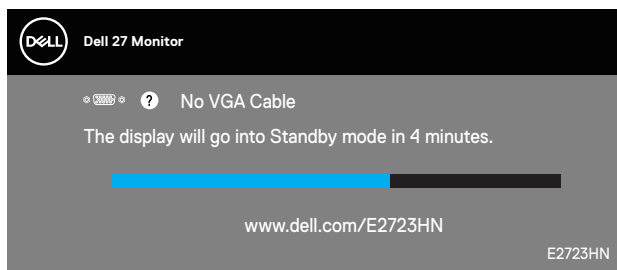 DELL
Dell 27 Monitor
? No VGA Cable
The display will go into Standby mode in 4 minutes.
www.dell.com/E2723HN
E2723HN